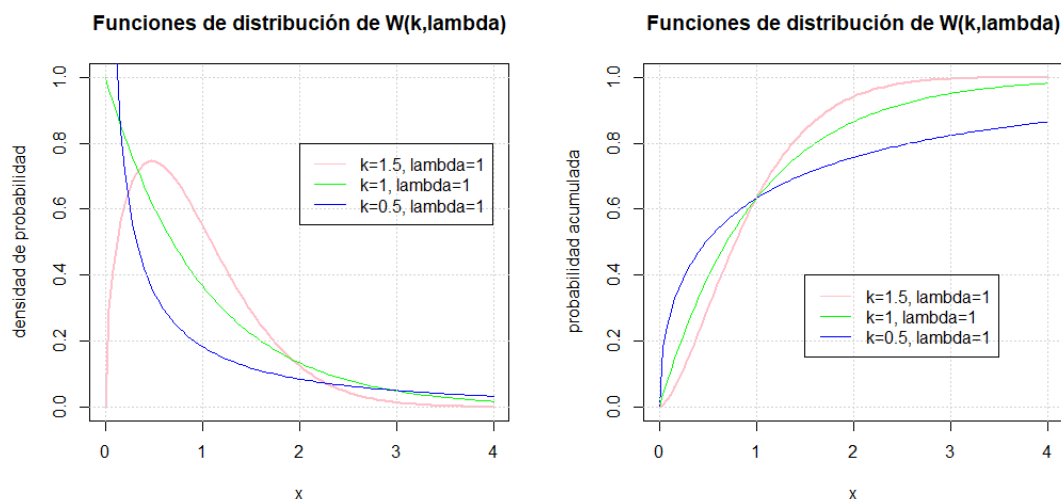 Funciones de distribución de W(k,lambda)
densidad de probabilidad
0.0 0.2 0.4 0.6 0.8 1.0
k=1.5, lambda=1
k=1, lambda=1
k=0.5, lambda=1
0 1 2 3 4
x
Funciones de distribución de W(k,lambda)
probabilidad acumulada
0.0 0.2 0.4 0.6 0.8 1.0
k=1.5, lambda=1
k=1, lambda=1
k=0.5, lambda=1
0 1 2 3 4
x